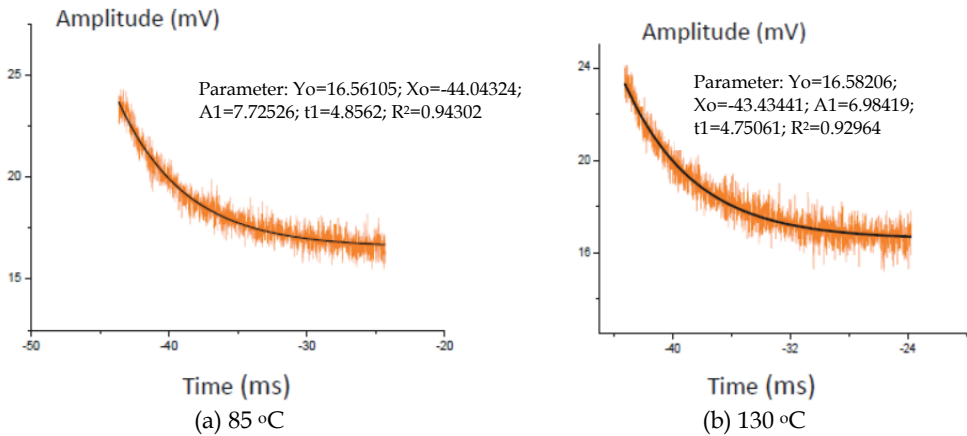 Amplitude (mV)
25
20
15
-50
-40
-30
-20
Parameter: Yo=16.56105; Xo=-44.04324;
A1=7.72526; t1=4.8562; R²=0.94302
Time (ms)
(a) 85 ᵒC
Amplitude (mV)
24
20
16
-40
-32
-24
Parameter: Yo=16.58206;
Xo=-43.43441; A1=6.98419;
t1=4.75061; R²=0.92964
Time (ms)
(b) 130 ᵒC